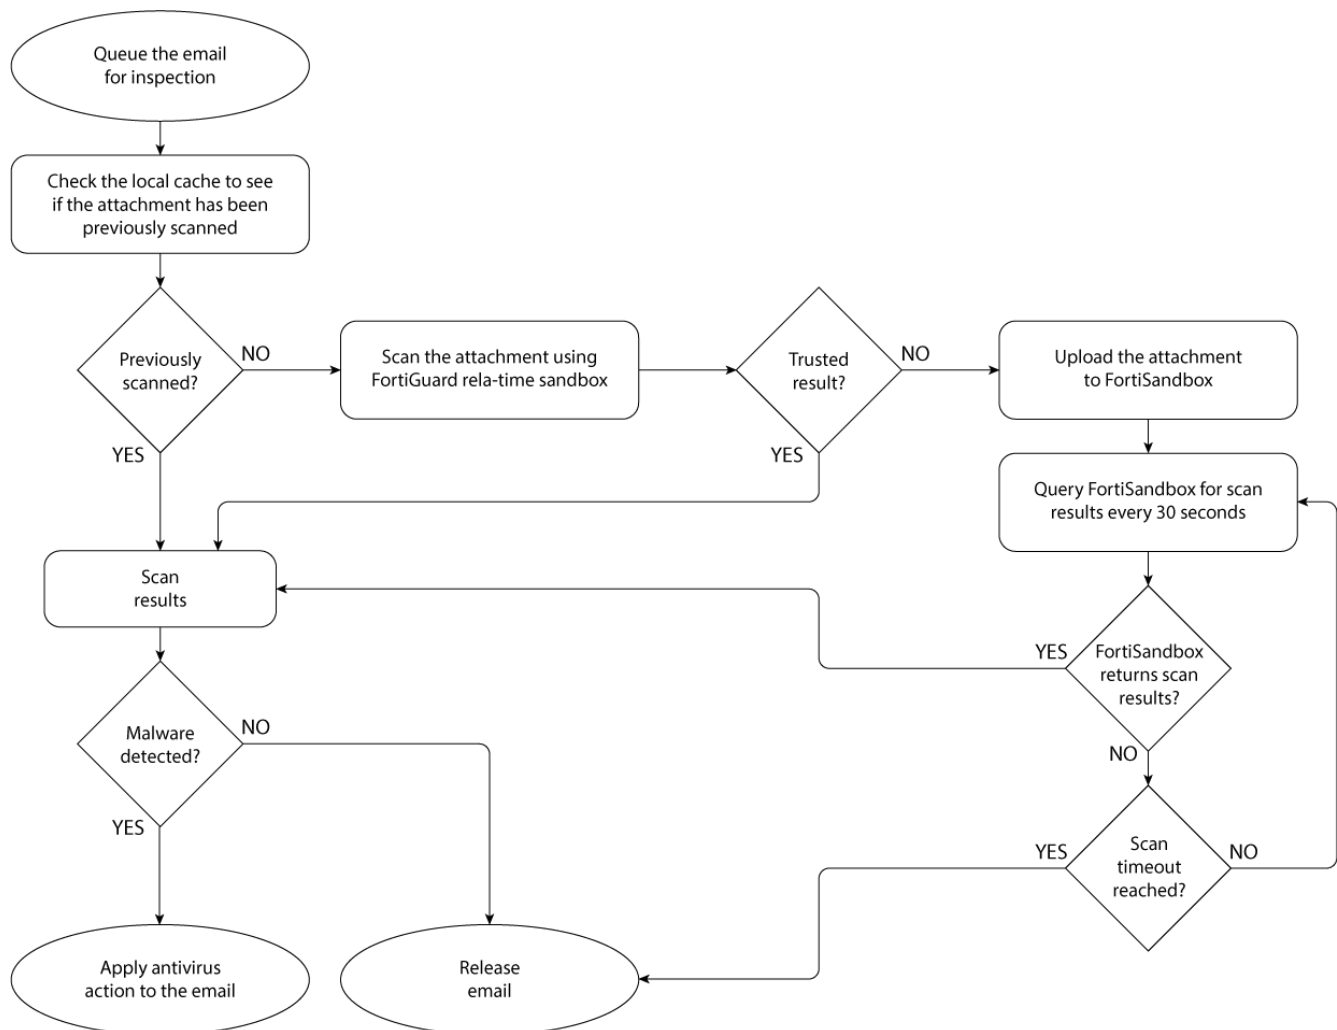 Queue the email
for inspection
Check the local cache to see
if the attachment has been
previously scanned
Previously
scanned?
NO
YES
Scan the attachment using
FortiGuard rela-time sandbox
Trusted
result?
NO
YES
Upload the attachment
to FortiSandbox
Query FortiSandbox for scan
results every 30 seconds
Scan
results
FortiSandbox
returns scan
results?
YES
NO
Malware
detected?
NO
YES
Scan
timeout
reached?
YES
NO
Apply antivirus
action to the email
Release
email